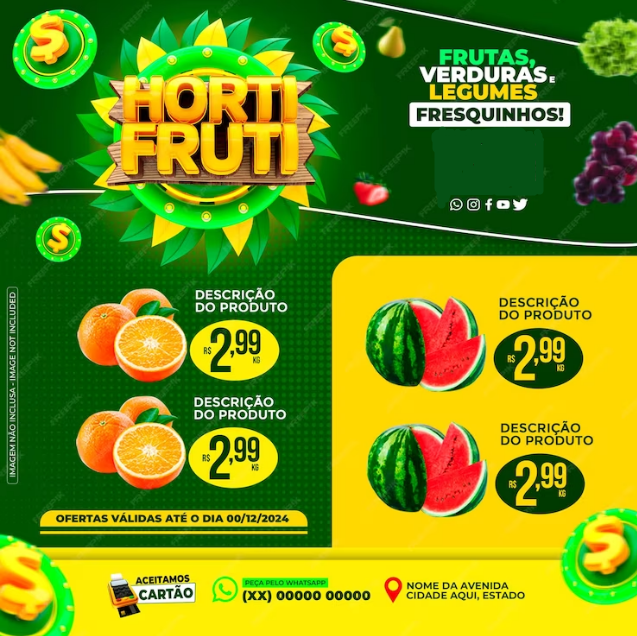 HORTI
FRUTI
FRUTAS,
VERDURAS E
LEGUMES
FRESQUINHOS!
DESCRIÇÃO
DO PRODUTO
R$ 2,99 KG
DESCRIÇÃO
DO PRODUTO
R$ 2,99 KG
DESCRIÇÃO
DO PRODUTO
R$ 2,99 KG
DESCRIÇÃO
DO PRODUTO
R$ 2,99 KG
IMAGEM NÃO INCLUSA - IMAGE NOT INCLUDED
OFERTAS VÁLIDAS ATÉ O DIA 00/12/2024
ACEITAMOS
CARTÃO
PEÇA PELO WHATSAPP
(XX) 00000 00000
NOME DA AVENIDA
CIDADE AQUI, ESTADO